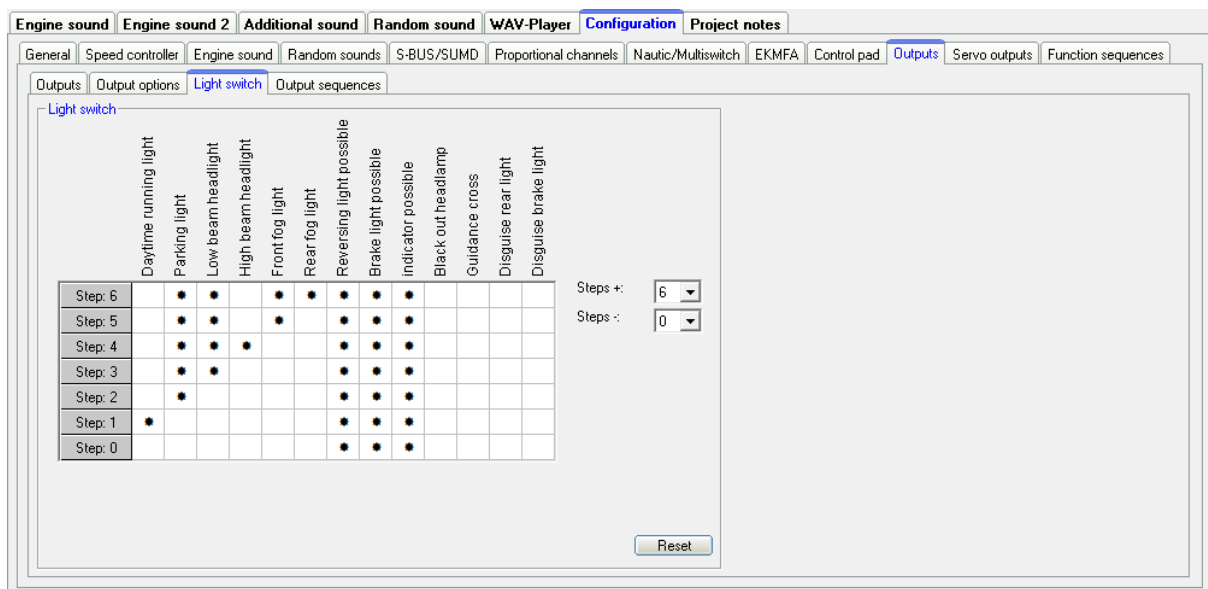 Engine sound Engine sound 2 Additional sound Random sound WAV-Player Configuration Project notes
General Speed controller Engine sound Random sounds S-BUS/SUMD Proportional channels Nautic/Multiswitch EKMFA Control pad Outputs Servo outputs Function sequences
Outputs Output options Light switch Output sequences
Light switch
Daytime running light
Parking light
Low beam headlight
High beam headlight
Front fog light
Rear fog light
Reversing light possible
Brake light possible
indicator possible
Black out headlamp
Guidance cross
Disguise rear light
Disguise brake light
Step: 6
Steps +: 6
Step: 5
Steps -: 0
Step: 4
Step: 3
Step: 2
Step: 1
Step: 0
Reset